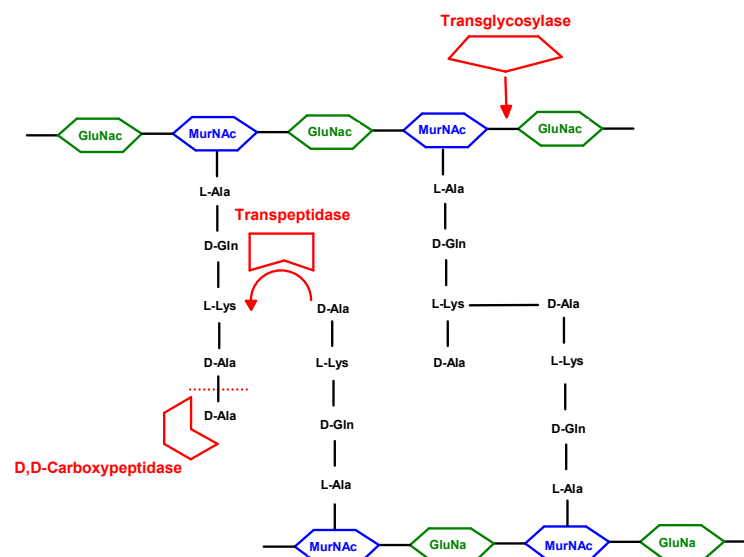 Transglycosylase
GluNac
MurNAc
GluNac
MurNAc
GluNac
L-Ala
L-Ala
Transpeptidase
D-Gln
D-Gln
L-Lys
D-Ala
L-Lys
D-Ala
D-Ala
L-Lys
D-Ala
L-Lys
D-Ala
D-Gln
D-Gln
D,D-Carboxypeptidase
L-Ala
L-Ala
MurNAc
GluNa
MurNAc
GluNa